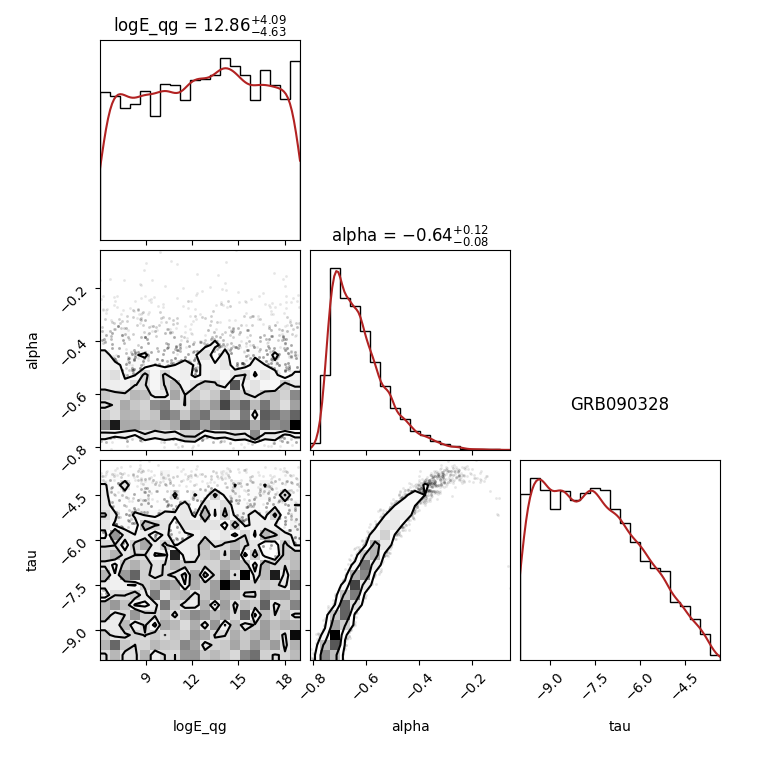 logE_qg = 12.86+4.09−4.63
alpha = −0.64+0.12−0.08
alpha
−0.2
−0.4
−0.6
−0.8
GRB090328
tau
−4.5
−6.0
−7.5
−9.0
9 12 15 18
−0.8 −0.6 −0.4 −0.2
−9.0 −7.5 −6.0 −4.5
logE_qg alpha tau